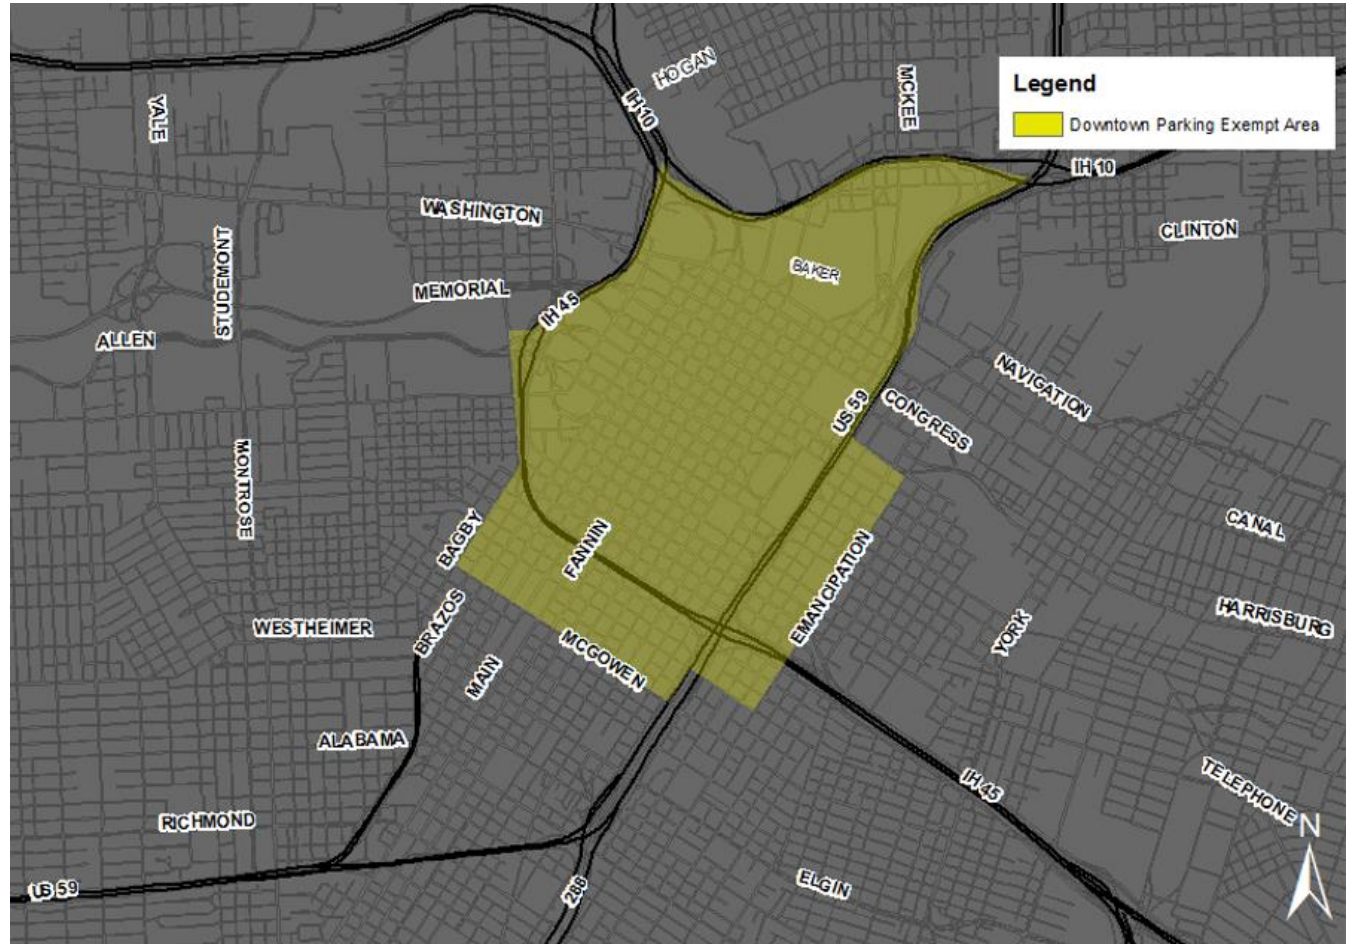 HOGAN
MCKEE
Legend
Downtown Parking Exempt Area
YALE
IH 10
IH 10
WASHINGTON
CLINTON
STUDEMONT
BAKER
MEMORIAL
IH 45
ALLEN
NAVIGATION
US 59
CONGRESS
MONTROSE
BAGBY
FANNIN
CANAL
EMANCIPATION
BRAZOS
WESTHEIMER
HARRISBURG
YORK
MCGOWEN
MAIN
ALABAMA
IH 45
TELEPHONE
RICHMOND
N
US 59
288
ELGIN